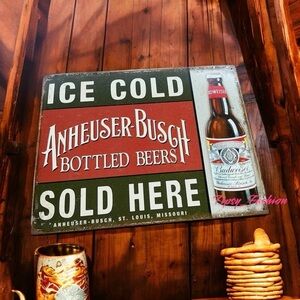 ICE COLD
ANHEUSER-BUSCH
BOTTLED BEERS
SOLD HERE
ANHEUSER-BUSCH, ST. LOUIS, MISSOURI
Budweiser